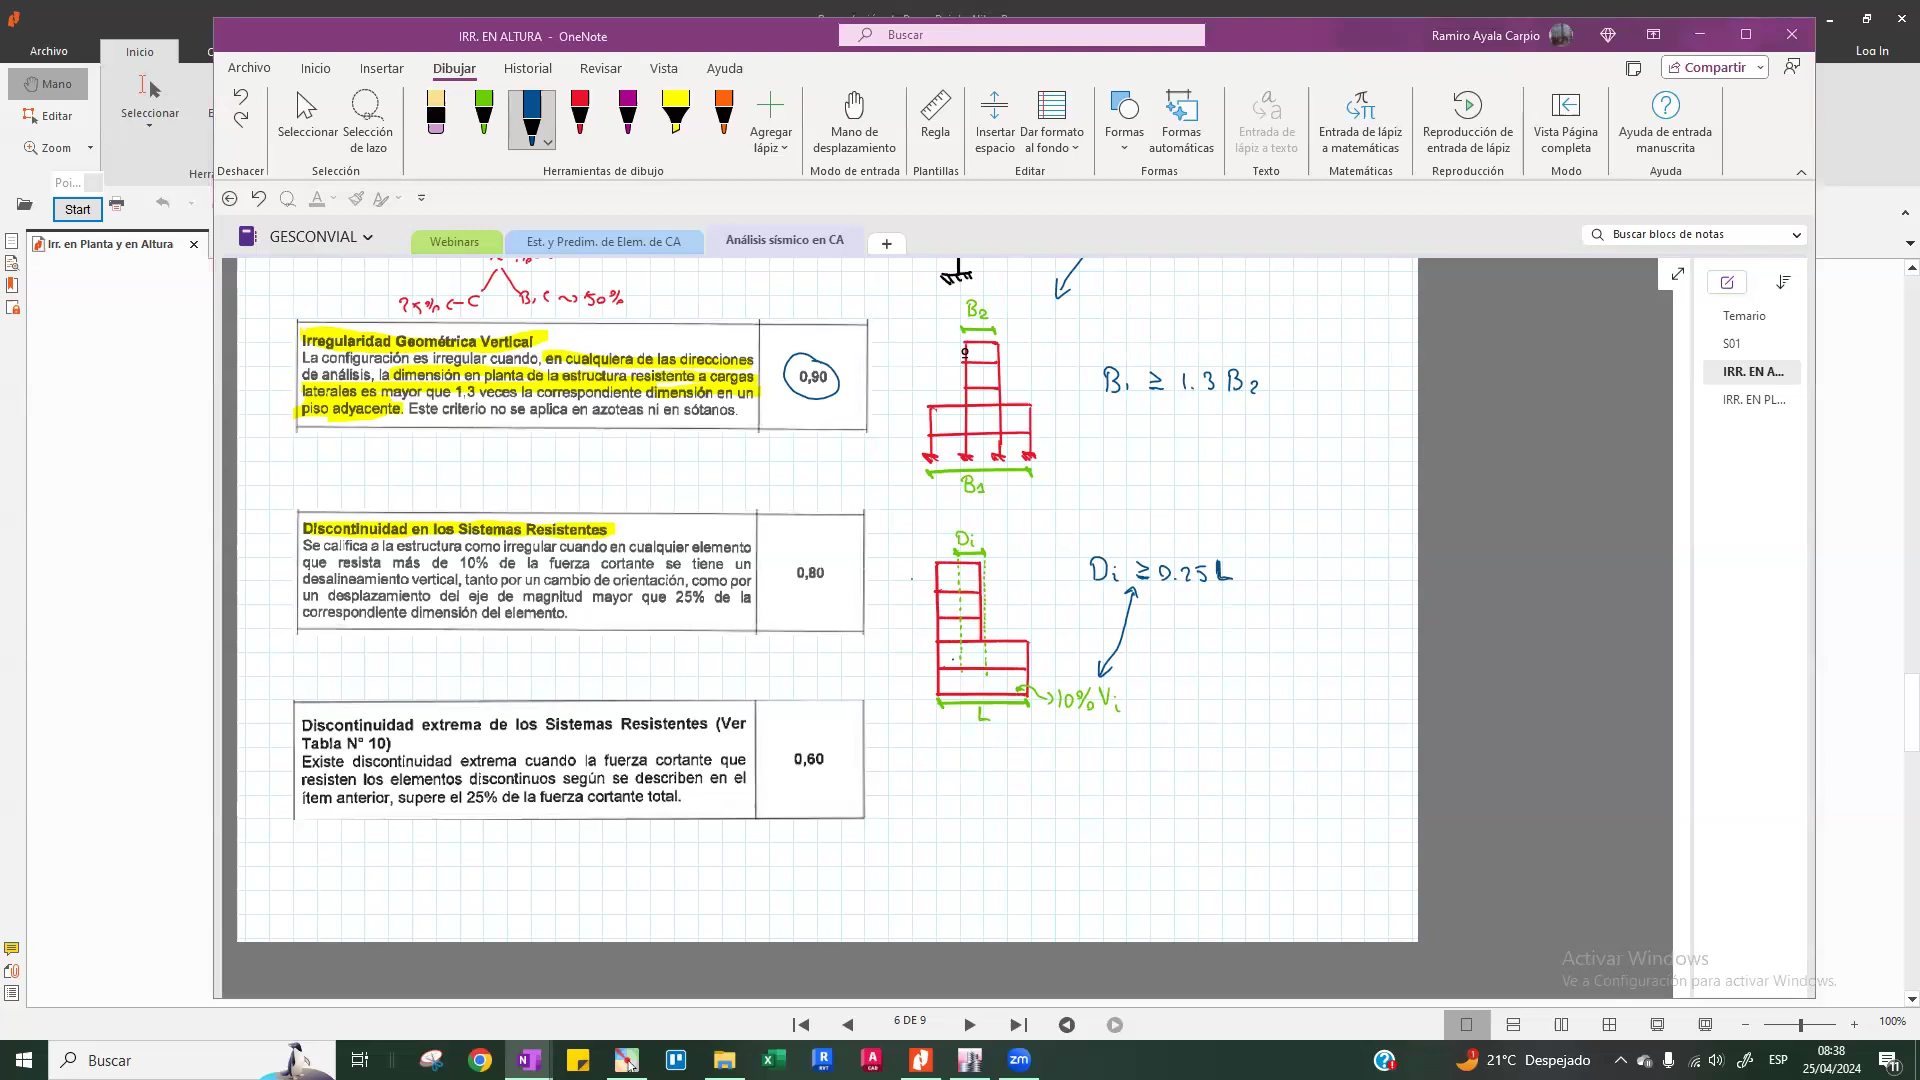 Archivo
Inicio
Mano
Editar
Zoom
Seleccionar
Poi...
Start
Irr. en Planta y en Altura
Log In
IRR. EN ALTURA - OneNote
Buscar
Ramiro Ayala Carpio
Archivo Inicio Insertar Dibujar Historial Revisar Vista Ayuda
Compartir
Seleccionar
Selección de lazo
Agregar lápiz
Mano de desplazamiento
Regla
Insertar espacio
Dar formato al fondo
Formas
Formas automáticas
Entrada de lápiz a texto
Entrada de lápiz a matemáticas
Reproducción de entrada de lápiz
Vista Página completa
Ayuda de entrada manuscrita
Deshacer Selección Herramientas de dibujo Modo de entrada Plantillas Editar Formas Texto Matemáticas Reproducción Modo Ayuda
GESCONVIAL
Webinars
Est. y Predim. de Elem. de CA
Análisis sísmico en CA
Buscar blocs de notas
Temario
S01
IRR. EN A...
IRR. EN PL...
Irregularidad Geométrica Vertical
La configuración es irregular cuando, en cualquiera de las direcciones
de análisis, la dimensión en planta de la estructura resistente a cargas
laterales es mayor que 1,3 veces la correspondiente dimensión en un
piso adyacente. Este criterio no se aplica en azoteas ni en sótanos.
0,90
B2
B1
B1 ≥ 1.3 B2
Discontinuidad en los Sistemas Resistentes
Se califica a la estructura como irregular cuando en cualquier elemento
que resista más de 10% de la fuerza cortante se tiene un
desalineamiento vertical, tanto por un cambio de orientación, como por
un desplazamiento del eje de magnitud mayor que 25% de la
correspondiente dimensión del elemento.
0,80
Di
Di ≥ 0.25 L
10% Vi
L
Discontinuidad extrema de los Sistemas Resistentes (Ver
Tabla N° 10)
Existe discontinuidad extrema cuando la fuerza cortante que
resisten los elementos discontinuos según se describen en el
ítem anterior, supere el 25% de la fuerza cortante total.
0,60
Activar Windows
Ve a Configuración para activar Windows.
6 DE 9
100%
Buscar
21°C Despejado
ESP
08:38
25/04/2024